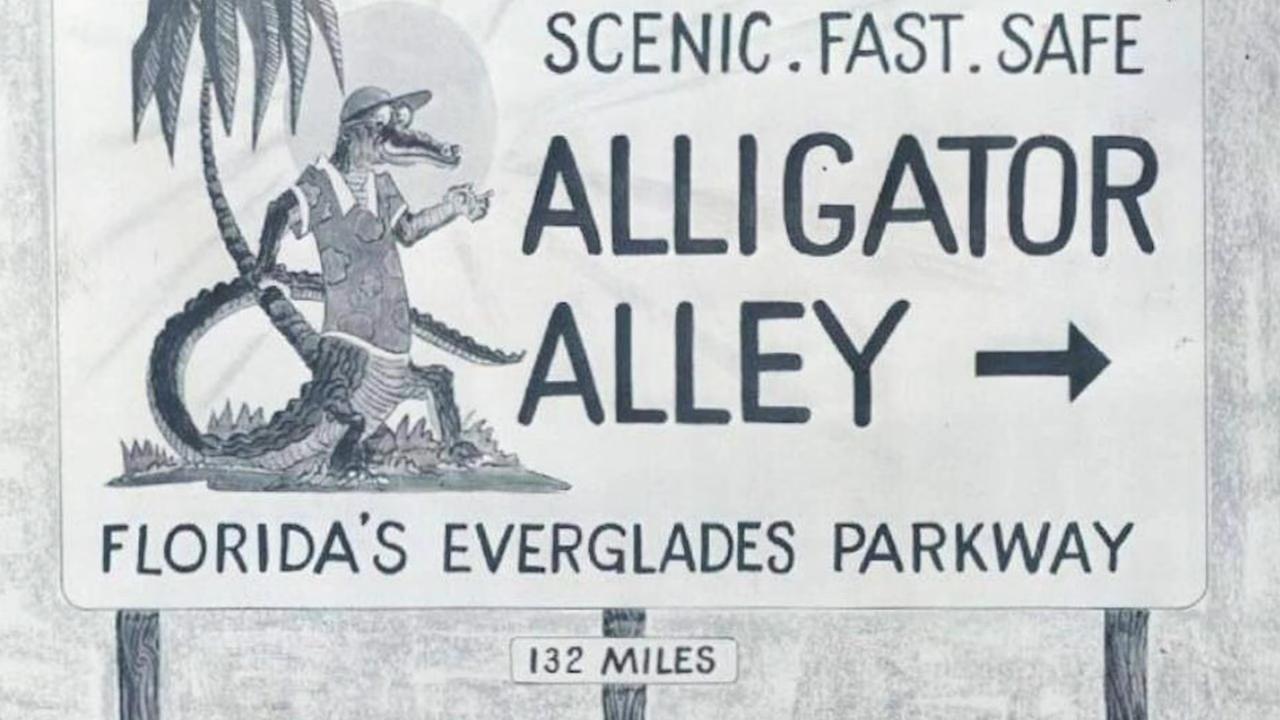 SCENIC . FAST . SAFE
ALLIGATOR
ALLEY
FLORIDA'S EVERGLADES PARKWAY
132 MILES